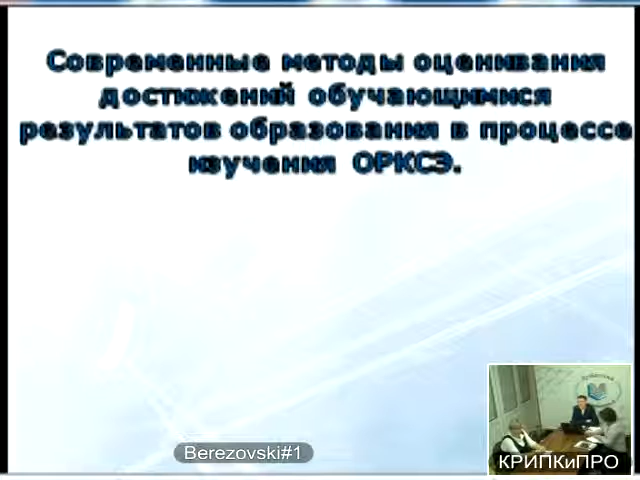 Современные методы оценивания
достижений обучающимися
результатов образования в процессе
изучения ОРКСЭ.
Berezovski#1
КРИПКиПРО